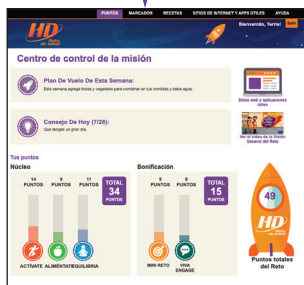 PUNTOS MARCADOR RECETAS SITIOS DE INTERNET Y APPS ÚTILES AYUDA
HD
Bienvenido, Terrie! Salir
Centro de control de la misión
Plan De Vuelo De Esta Semana:
Esta semana agrega frutas y vegetales para combinar en tus comidas y bebe agua.
Sitios web y aplicaciones útiles
Consejo De Hoy (7/28):
Que tengas un gran día.
Ver el video de la Visión General del Reto
Tus puntos
Núcleo
Bonificación
14 PUNTOS
9 PUNTOS
11 PUNTOS
TOTAL 34 PUNTOS
9 PUNTOS
6 PUNTOS
TOTAL 15 PUNTOS
49
HD
ACTÍVATE ALIMÉNTATE EQUILIBRIA
MINI RETO
VIVA ENGAGE
Puntos totales del Reto